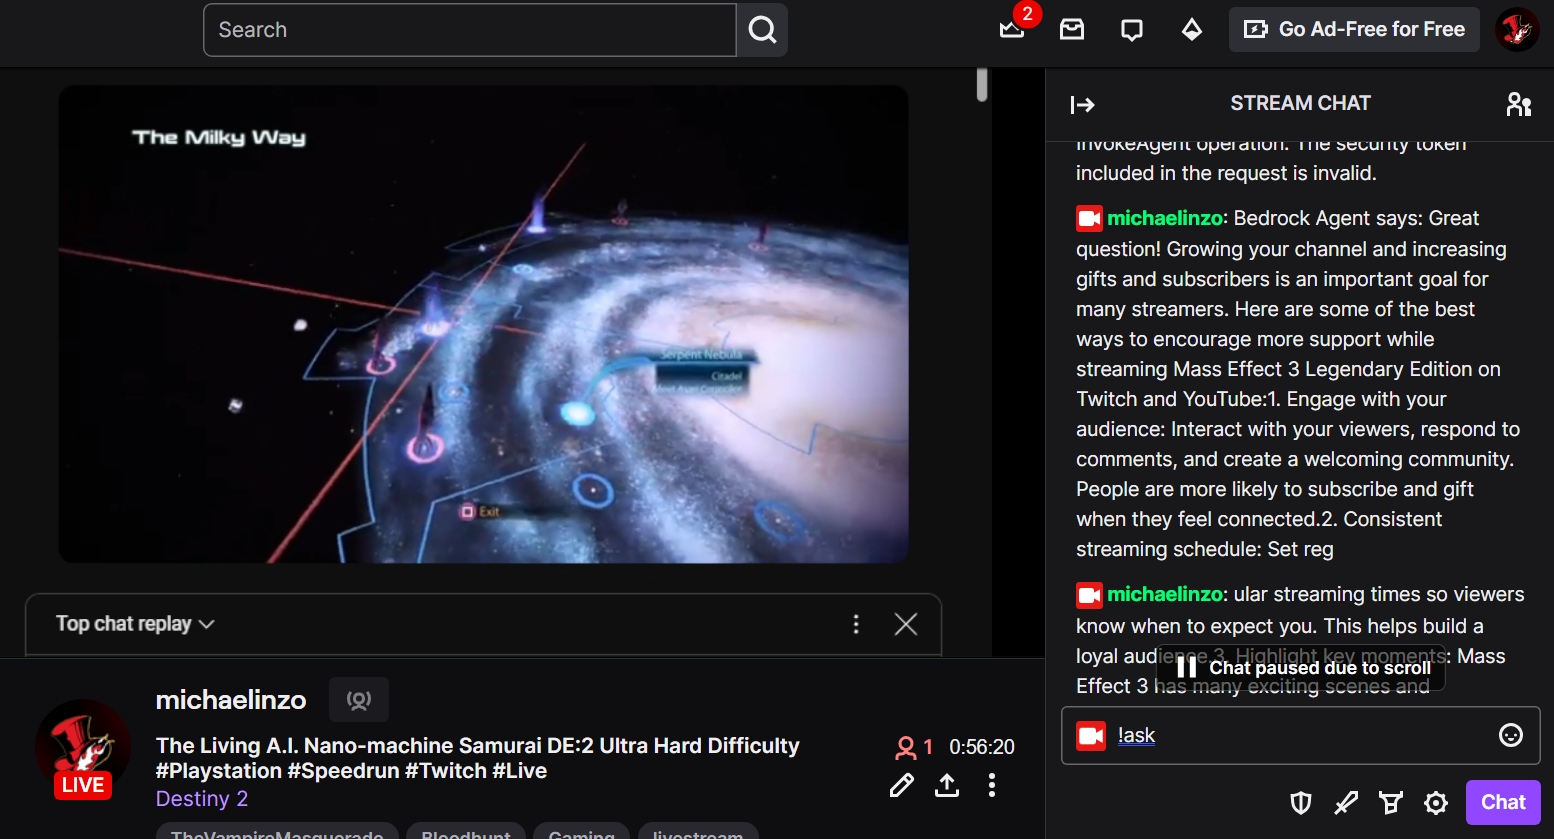 Search
2
Go Ad-Free for Free
The Milky Way
Serpent Nebula
Citadel
Exit
Top chat replay
LIVE
michaelinzo
The Living A.I. Nano-machine Samurai DE:2 Ultra Hard Difficulty
#Playstation #Speedrun #Twitch #Live
Destiny 2
1 0:56:20
TheVampireMasquerade Bloodhunt Gaming livestream
STREAM CHAT
InvokeAgent operation: The security token
included in the request is invalid.
michaelinzo: Bedrock Agent says: Great
question! Growing your channel and increasing
gifts and subscribers is an important goal for
many streamers. Here are some of the best
ways to encourage more support while
streaming Mass Effect 3 Legendary Edition on
Twitch and YouTube:1. Engage with your
audience: Interact with your viewers, respond to
comments, and create a welcoming community.
People are more likely to subscribe and gift
when they feel connected.2. Consistent
streaming schedule: Set reg
michaelinzo: ular streaming times so viewers
know when to expect you. This helps build a
loyal audience.3. Highlight key moments: Mass
Chat paused due to scroll
Effect 3 has many exciting scenes and
!ask
Chat